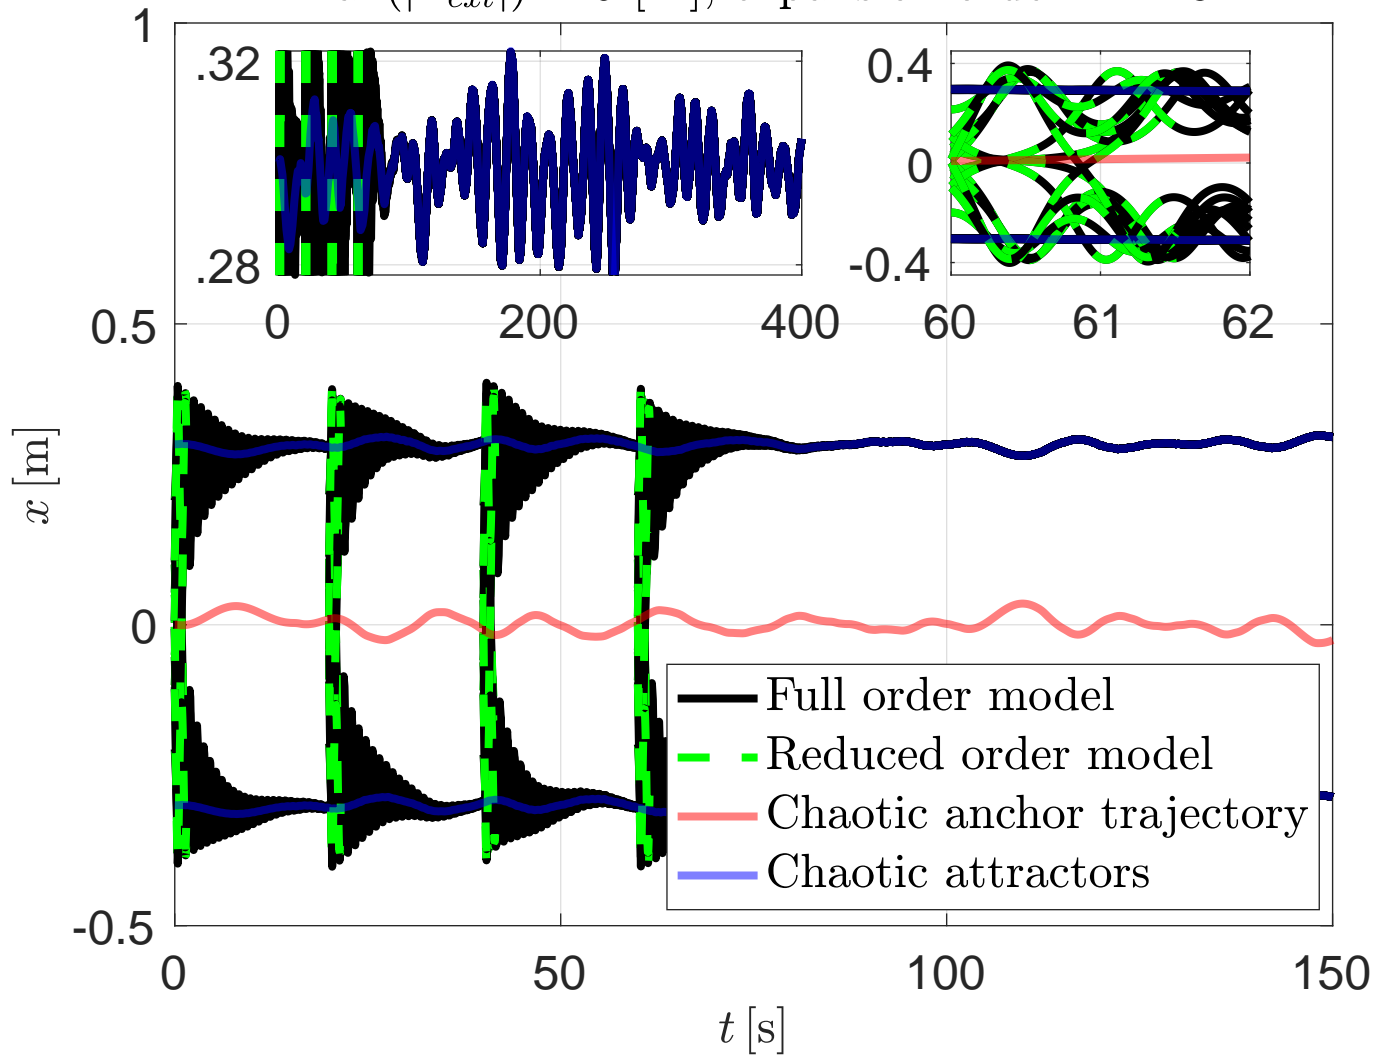 1
.32
.28
0 200 400
0.4
0
-0.4
60 61 62
0.5
0
-0.5
x [m]
0 50 100 150
t [s]
Full order model
Reduced order model
Chaotic anchor trajectory
Chaotic attractors